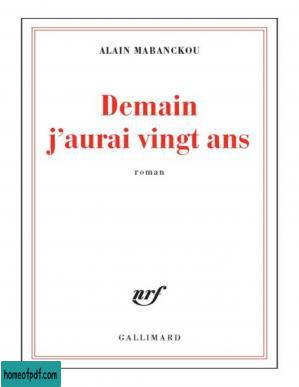 ALAIN MABANCKOU
Demain
j'aurai vingt ans
roman
nrf
GALLIMARD
homeofpdf.com